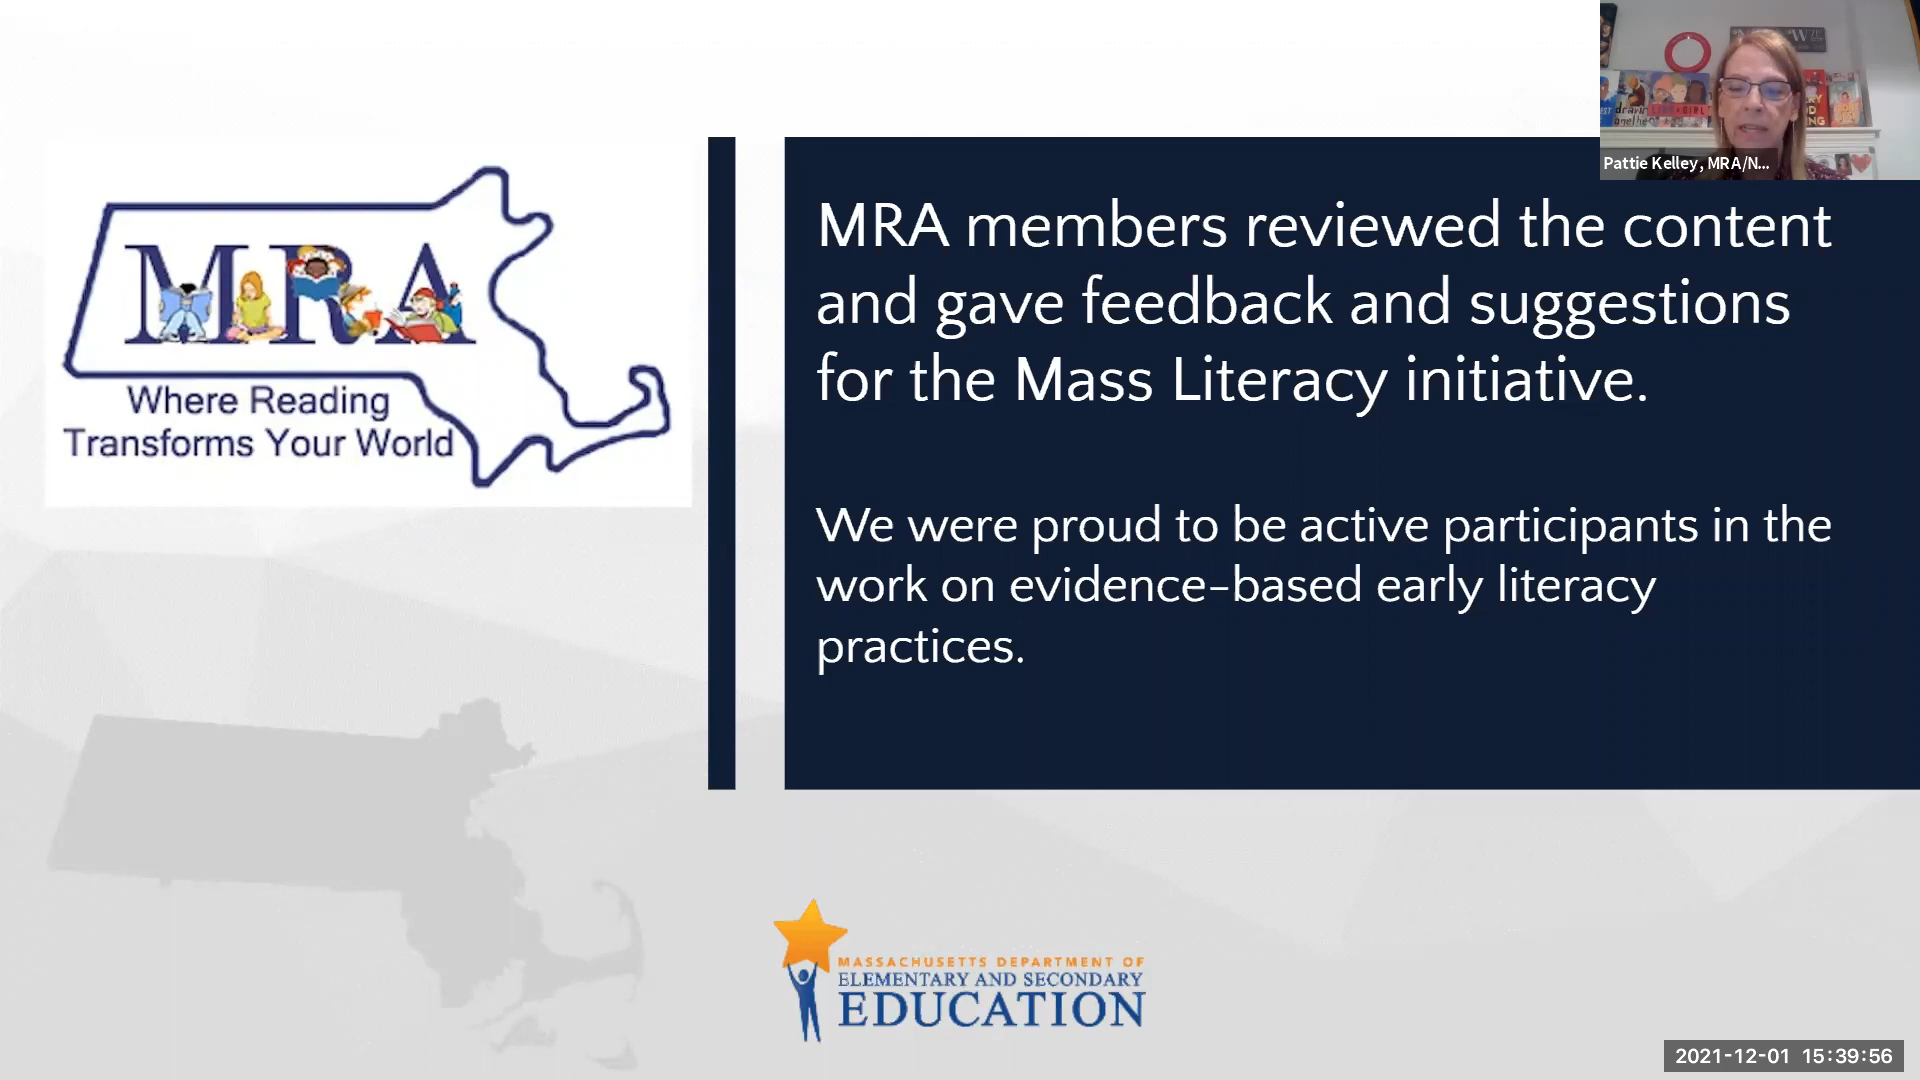 MRA
Where Reading
Transforms Your World
MRA members reviewed the content
and gave feedback and suggestions
for the Mass Literacy initiative.
We were proud to be active participants in the
work on evidence-based early literacy
practices.
Pattie Kelley, MRA/N...
MASSACHUSETTS DEPARTMENT OF
ELEMENTARY AND SECONDARY
EDUCATION
2021-12-01 15:39:56